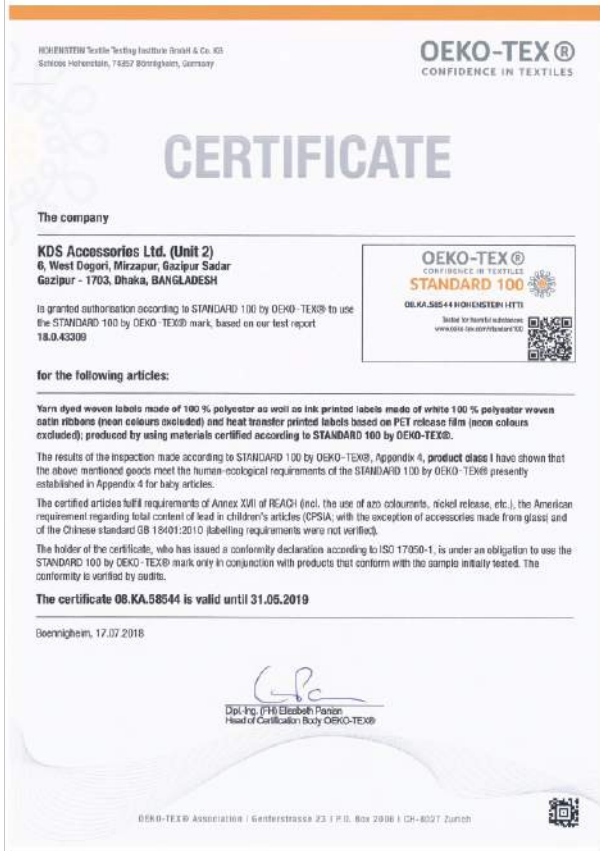 HOHENSTEIN Textile Testing Institute GmbH & Co. KG
Schloss Hohenstein, 74357 Bönnigheim, Germany
OEKO-TEX®
CONFIDENCE IN TEXTILES
CERTIFICATE
The company
KDS Accessories Ltd. (Unit 2)
6, West Dogori, Mirzapur, Gazipur Sadar
Gazipur - 1703, Dhaka, BANGLADESH
is granted authorisation according to STANDARD 100 by OEKO-TEX® to use
the STANDARD 100 by OEKO-TEX® mark, based on our test report
18.0.43309
OEKO-TEX®
CONFIDENCE IN TEXTILES
STANDARD 100
08.KA.58544 HOHENSTEIN HTTI
Tested for harmful substances
www.oeko-tex.com/standard100
for the following articles:
Yarn dyed woven labels made of 100 % polyester as well as ink printed labels made of white 100 % polyester woven
satin ribbons (neon colours excluded) and heat transfer printed labels based on PET release film (neon colours
excluded); produced by using materials certified according to STANDARD 100 by OEKO-TEX®.
The results of the inspection made according to STANDARD 100 by OEKO-TEX®, Appendix 4, product class I have shown that
the above mentioned goods meet the human-ecological requirements of the STANDARD 100 by OEKO-TEX® presently
established in Appendix 4 for baby articles.
The certified articles fulfil requirements of Annex XVII of REACH (incl. the use of azo colourants, nickel release, etc.), the American
requirement regarding total content of lead in children's articles (CPSIA; with the exception of accessories made from glass) and
of the Chinese standard GB 18401:2010 (labelling requirements were not verified).
The holder of the certificate, who has issued a conformity declaration according to ISO 17050-1, is under an obligation to use the
STANDARD 100 by OEKO-TEX® mark only in conjunction with products that conform with the sample initially tested. The
conformity is verified by audits.
The certificate 08.KA.58544 is valid until 31.05.2019
Boennigheim, 17.07.2018
Dipl.-Ing. (FH) Elisabeth Panian
Head of Certification Body OEKO-TEX®
OEKO-TEX® Association | Genferstrasse 23 | P.O. Box 2006 | CH-8027 Zurich